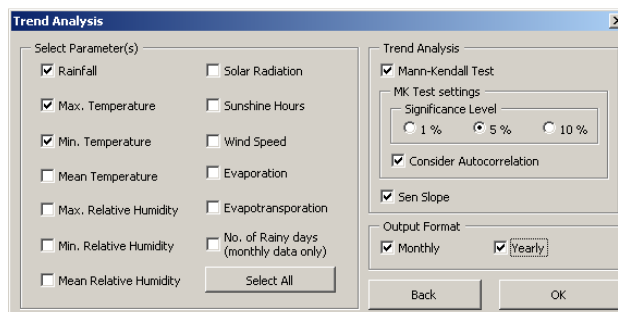 Trend Analysis
Select Parameter(s)
Rainfall
Max. Temperature
Min. Temperature
Mean Temperature
Max. Relative Humidity
Min. Relative Humidity
Mean Relative Humidity
Solar Radiation
Sunshine Hours
Wind Speed
Evaporation
Evapotransporation
No. of Rainy days
(monthly data only)
Select All
Trend Analysis
Mann-Kendall Test
MK Test settings
Significance Level
1 % 5 % 10 %
Consider Autocorrelation
Sen Slope
Output Format
Monthly Yearly
Back OK